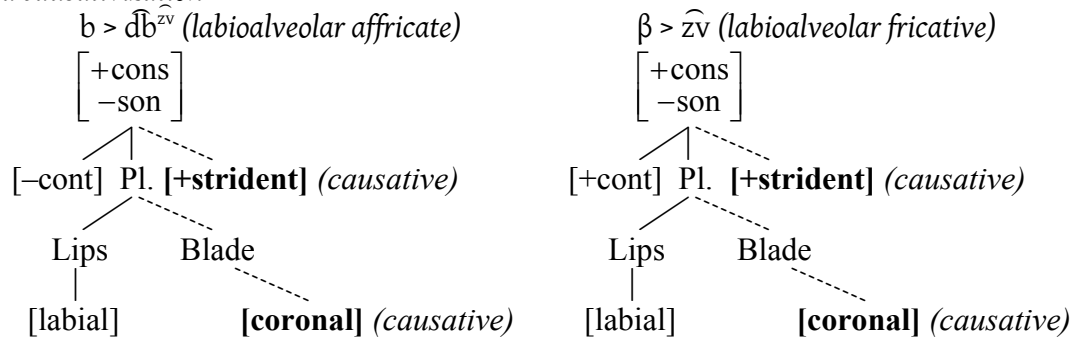 b > d͡b᷍ᶻᵛ (labioalveolar affricate) β > z͡v (labioalveolar fricative)
+cons +cons
−son −son
[–cont] Pl. [+strident] (causative) [+cont] Pl. [+strident] (causative)
Lips Blade Lips Blade
[labial] [coronal] (causative) [labial] [coronal] (causative)